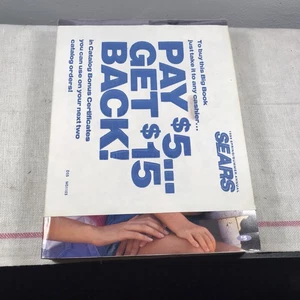 SEARS
To buy this Big Book
just take it to any cashier...
PAY $5...
GET $15
BACK!
in Catalog Bonus Certificates
you can use on your next two
catalog orders!